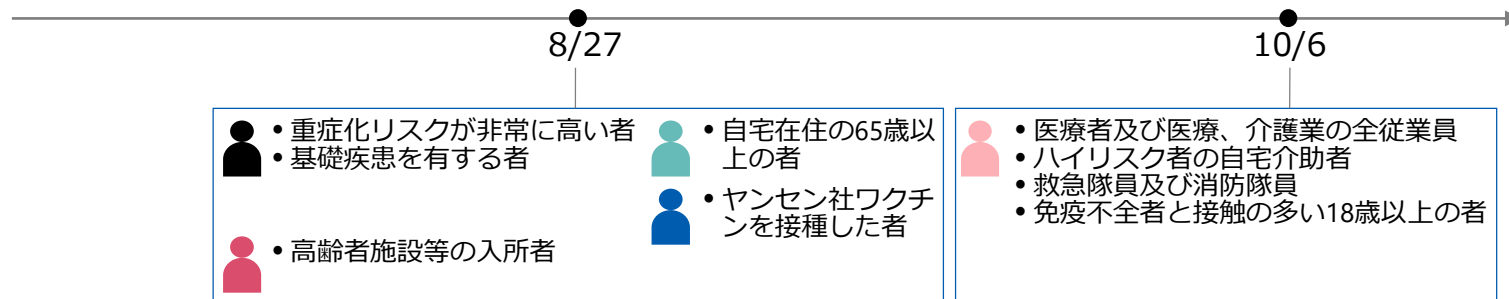 8/27
10/6
• 重症化リスクが非常に高い者
• 基礎疾患を有する者
• 高齢者施設等の入所者
• 自宅在住の65歳以
上の者
• ヤンセン社ワクチ
ンを接種した者
• 医療者及び医療、介護業の全従業員
• ハイリスク者の自宅介助者
• 救急隊員及び消防隊員
• 免疫不全者と接触の多い18歳以上の者